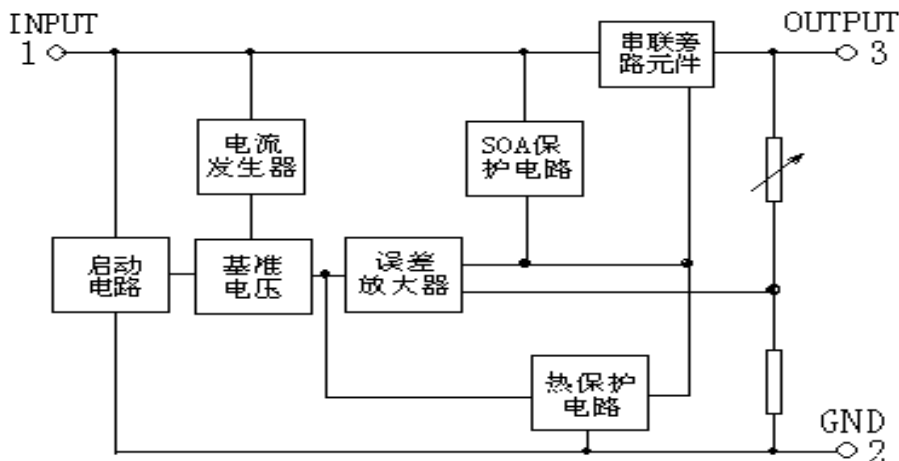 INPUT
1
OUTPUT
3
串联旁
路元件
电流
发生器
SOA保
护电路
启动
电路
基准
电压
误差
放大器
热保护
电路
GND
2